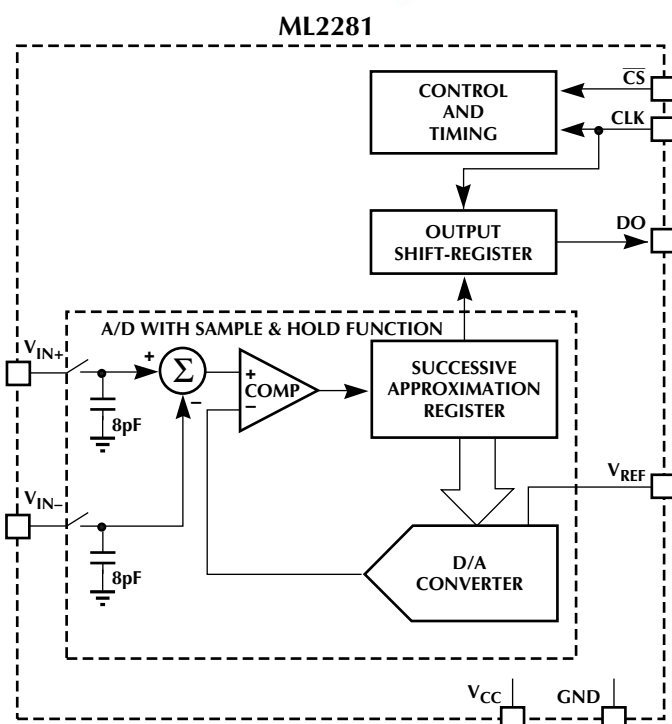 ML2281
CS
CONTROL
AND
TIMING
CLK
OUTPUT
SHIFT-REGISTER
DO
A/D WITH SAMPLE & HOLD FUNCTION
VIN+
+
Σ
−
+
COMP
−
8pF
SUCCESSIVE
APPROXIMATION
REGISTER
VIN−
8pF
VREF
D/A
CONVERTER
VCC
GND